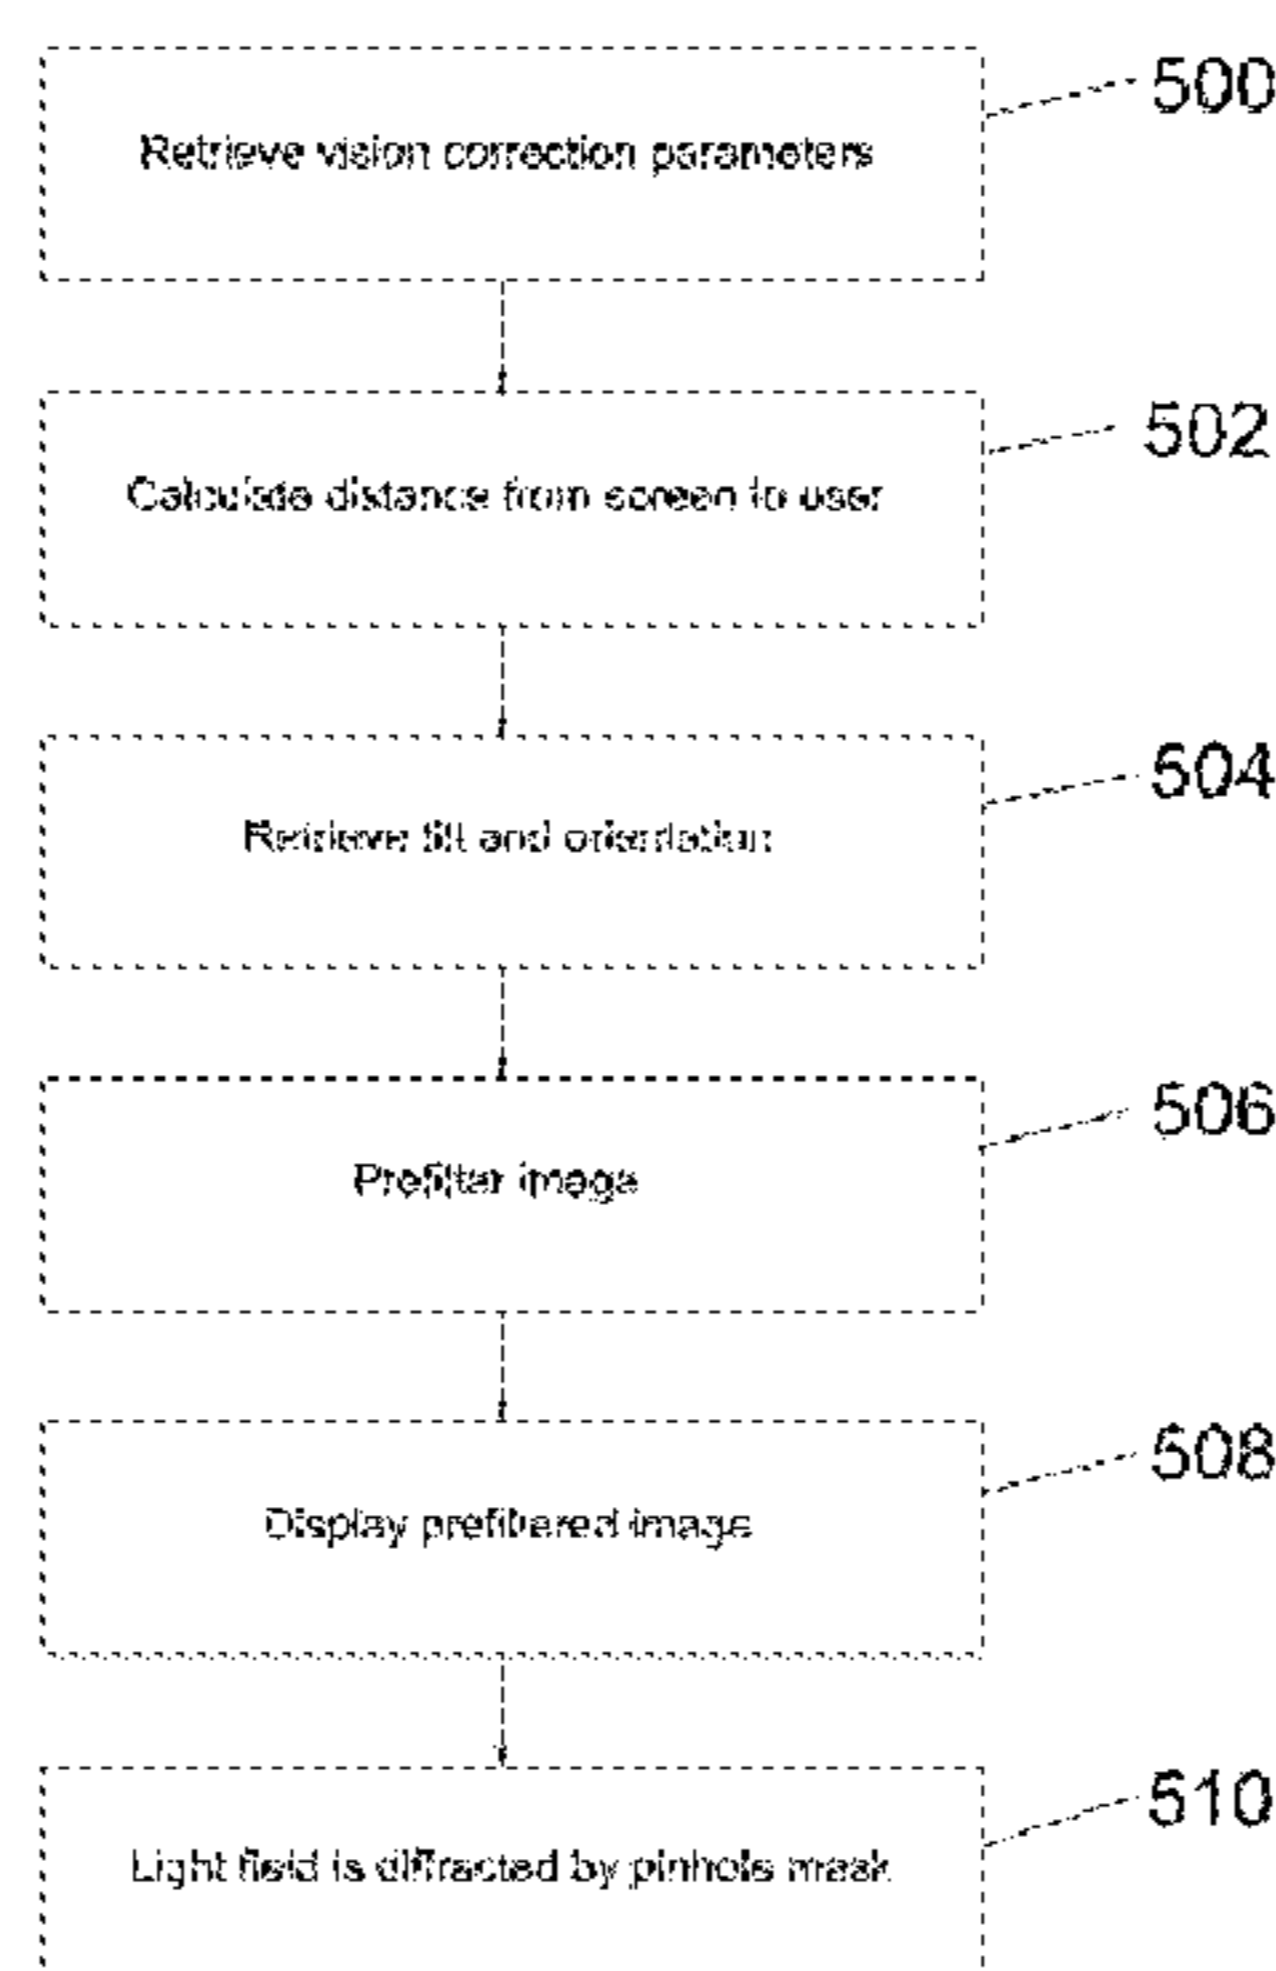 Retrieve vision correction parameters
500
Calculate distance from screen to user
502
Retrieve tilt and orientation
504
Prefilter image
506
Display prefiltered image
508
Light field is diffracted by pinhole mask
510